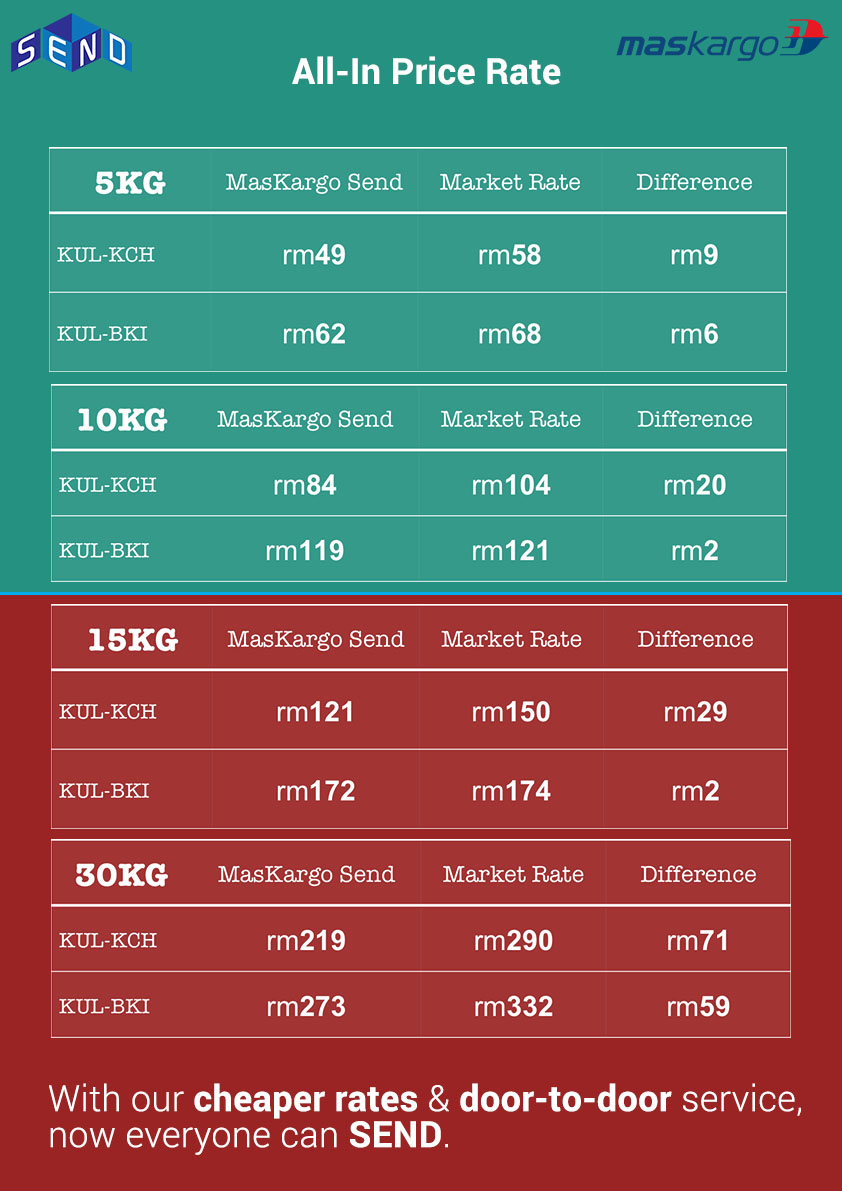 SEND
maskargo
All-In Price Rate
5KG MasKargo Send Market Rate Difference
KUL-KCH rm49 rm58 rm9
KUL-BKI rm62 rm68 rm6
10KG MasKargo Send Market Rate Difference
KUL-KCH rm84 rm104 rm20
KUL-BKI rm119 rm121 rm2
15KG MasKargo Send Market Rate Difference
KUL-KCH rm121 rm150 rm29
KUL-BKI rm172 rm174 rm2
30KG MasKargo Send Market Rate Difference
KUL-KCH rm219 rm290 rm71
KUL-BKI rm273 rm332 rm59
With our cheaper rates & door-to-door service,
now everyone can SEND.